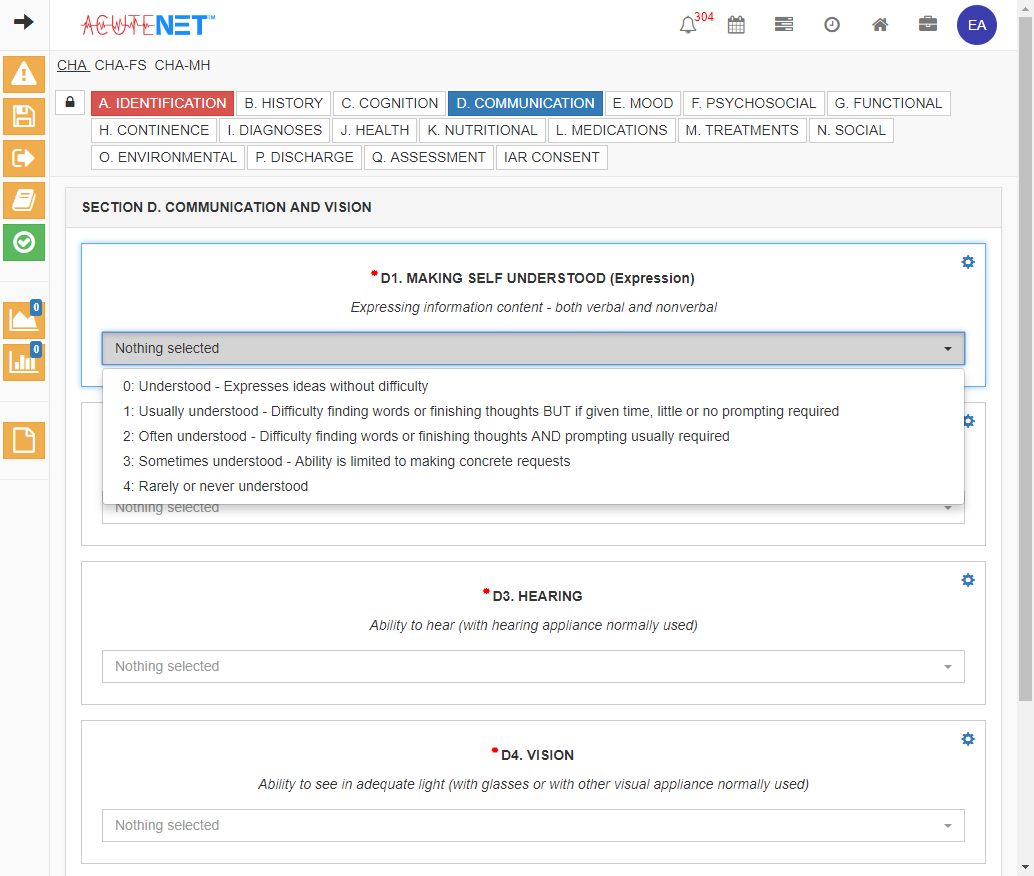 ACUTENET™
304
EA
CHA CHA-FS CHA-MH
A. IDENTIFICATION B. HISTORY C. COGNITION D. COMMUNICATION E. MOOD F. PSYCHOSOCIAL G. FUNCTIONAL
H. CONTINENCE I. DIAGNOSES J. HEALTH K. NUTRITIONAL L. MEDICATIONS M. TREATMENTS N. SOCIAL
O. ENVIRONMENTAL P. DISCHARGE Q. ASSESSMENT IAR CONSENT
SECTION D. COMMUNICATION AND VISION
D1. MAKING SELF UNDERSTOOD (Expression)
Expressing information content - both verbal and nonverbal
Nothing selected
0: Understood - Expresses ideas without difficulty
1: Usually understood - Difficulty finding words or finishing thoughts BUT if given time, little or no prompting required
2: Often understood - Difficulty finding words or finishing thoughts AND prompting usually required
3: Sometimes understood - Ability is limited to making concrete requests
4: Rarely or never understood
Nothing selected
D3. HEARING
Ability to hear (with hearing appliance normally used)
Nothing selected
D4. VISION
Ability to see in adequate light (with glasses or with other visual appliance normally used)
Nothing selected
0
0